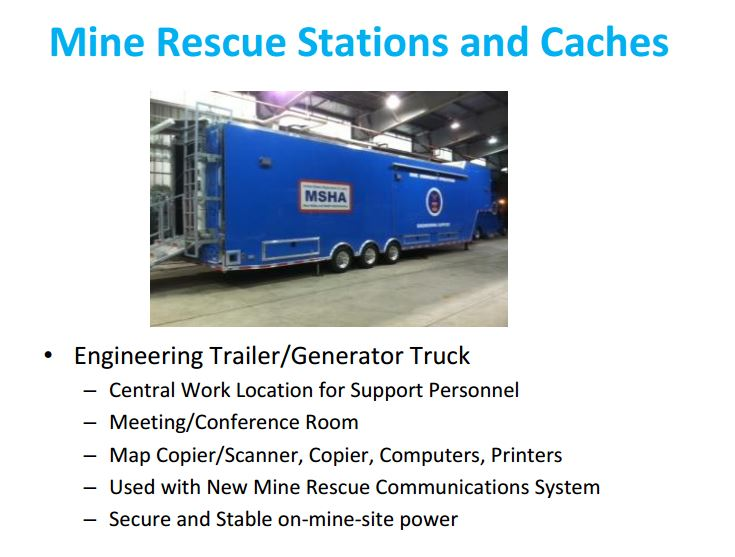 Mine Rescue Stations and Caches
MSHA
• Engineering Trailer/Generator Truck
– Central Work Location for Support Personnel
– Meeting/Conference Room
– Map Copier/Scanner, Copier, Computers, Printers
– Used with New Mine Rescue Communications System
– Secure and Stable on-mine-site power